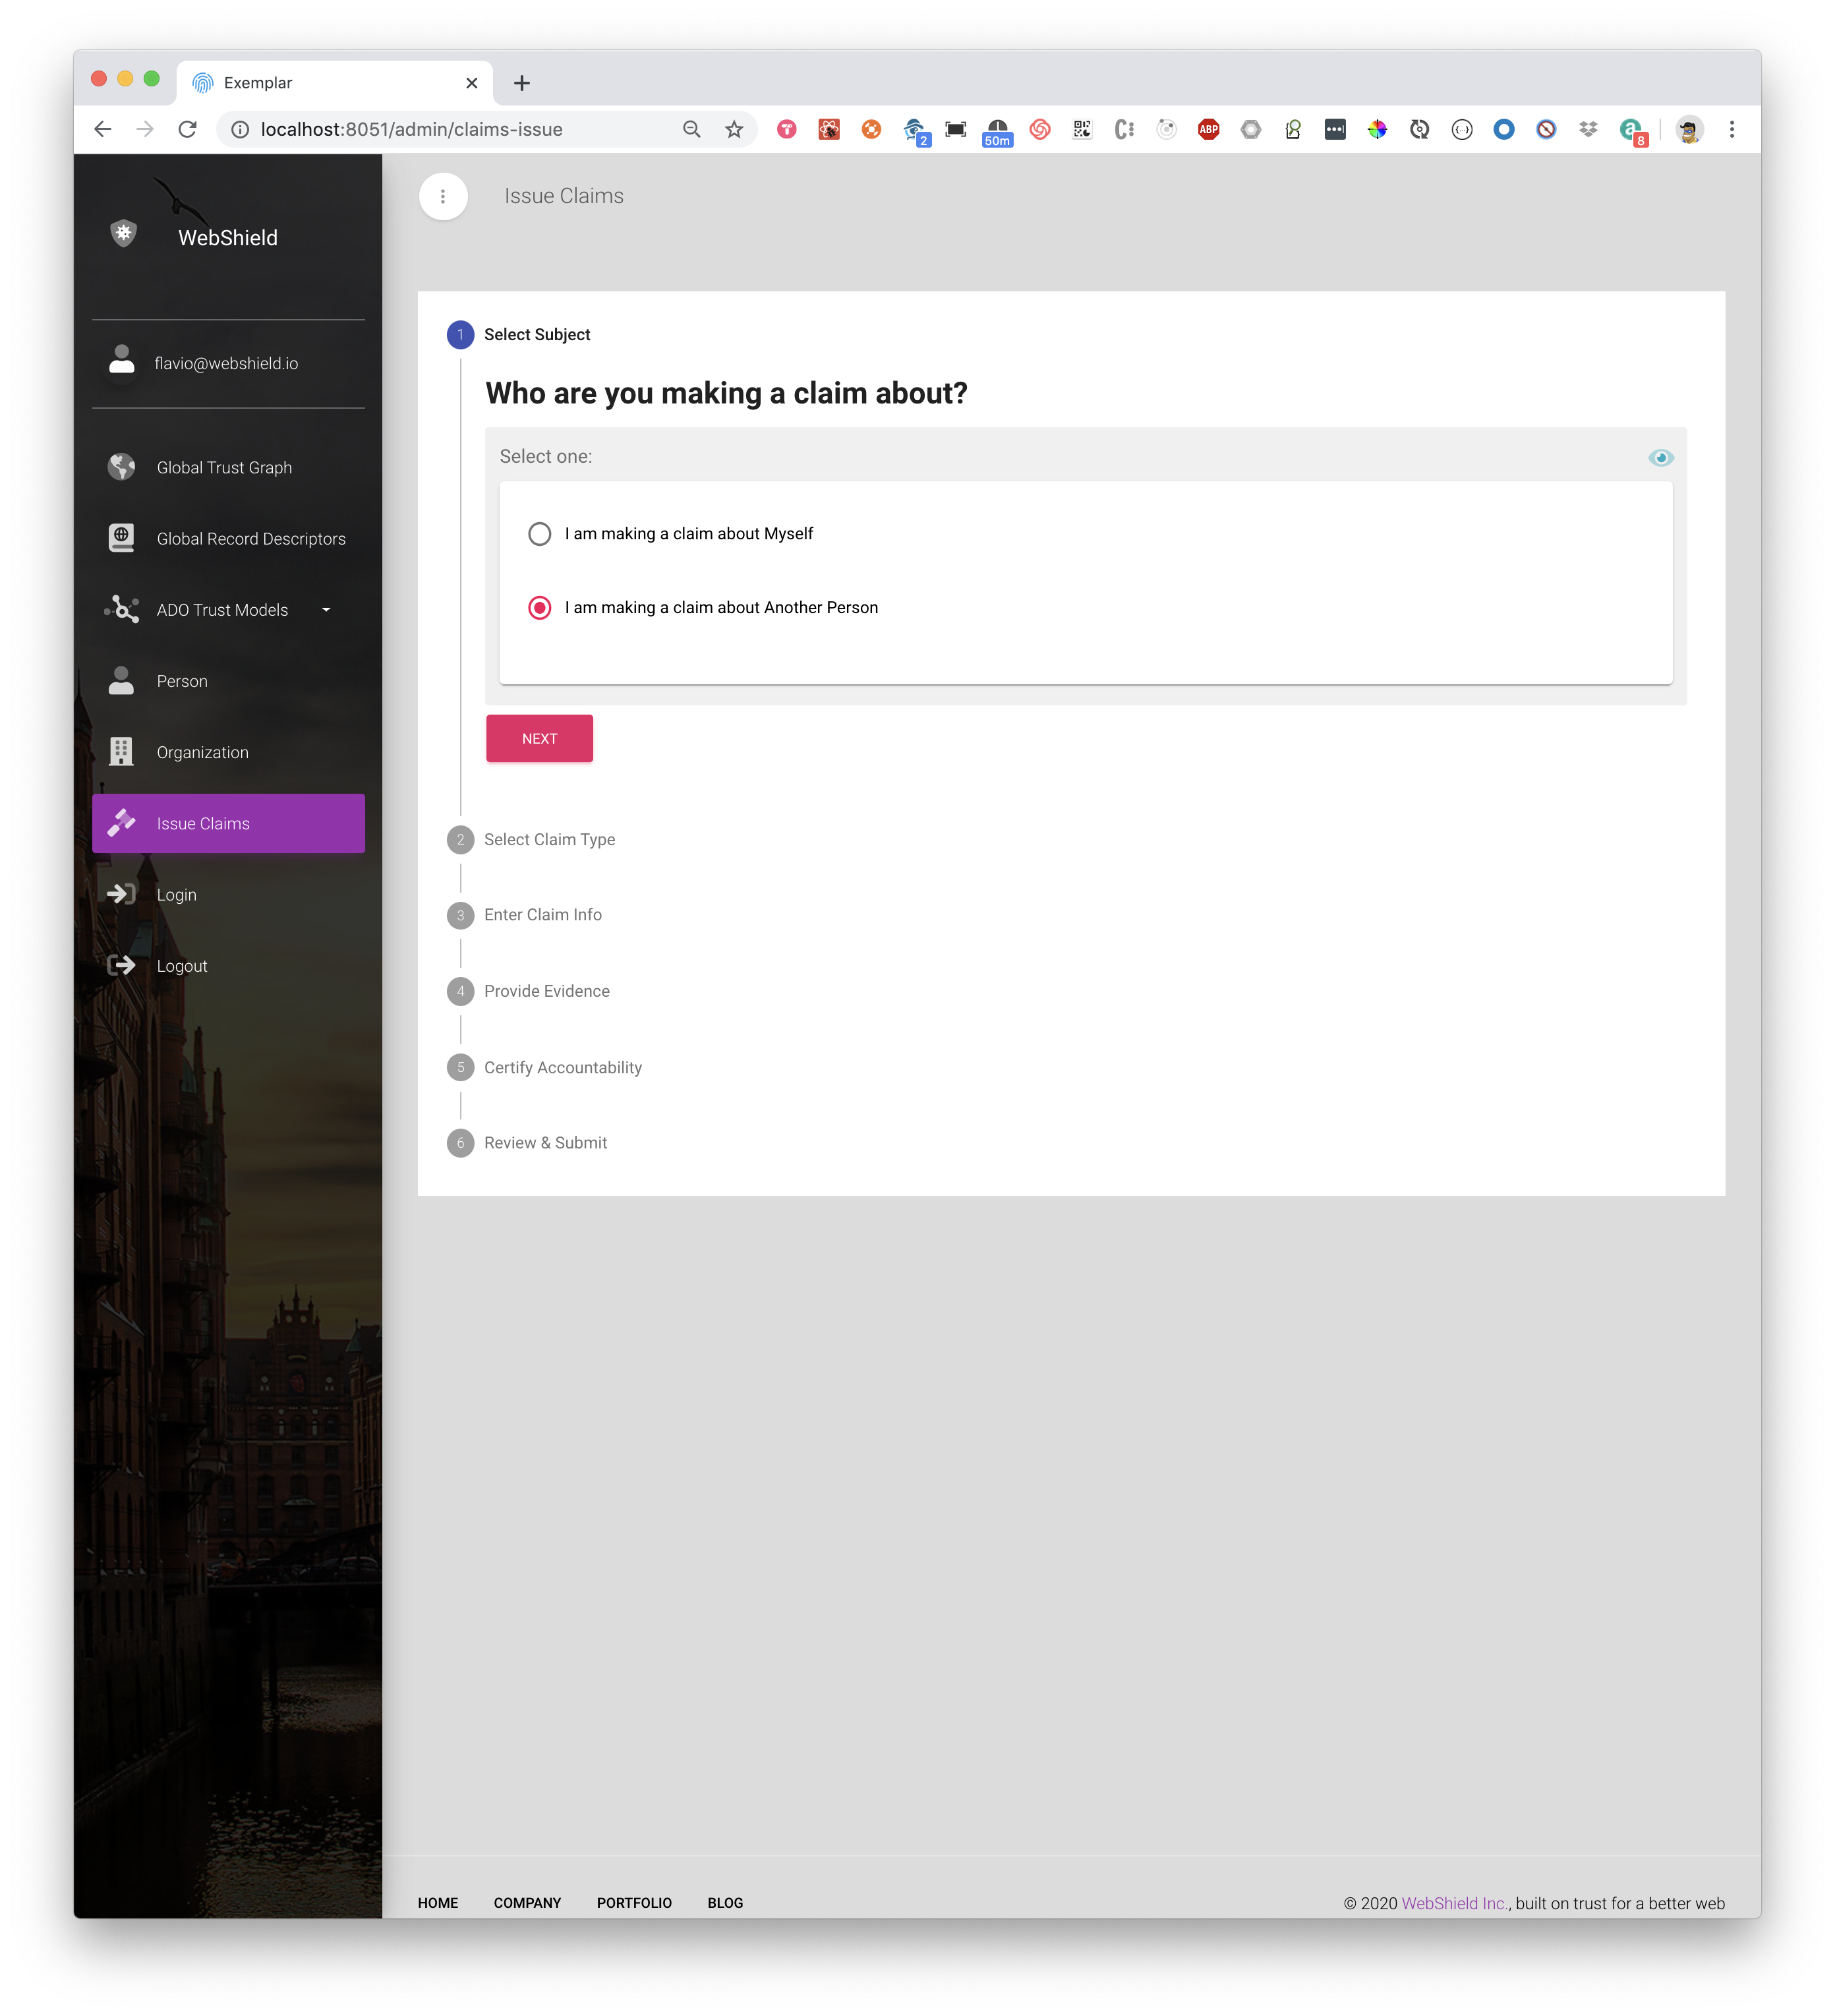 Exemplar
localhost:8051/admin/claims-issue
2
50m
ABP
8
WebShield
flavio@webshield.io
Global Trust Graph
Global Record Descriptors
ADO Trust Models
Person
Organization
Issue Claims
Login
Logout
Issue Claims
1 Select Subject
Who are you making a claim about?
Select one:
I am making a claim about Myself
I am making a claim about Another Person
NEXT
2 Select Claim Type
3 Enter Claim Info
4 Provide Evidence
5 Certify Accountability
6 Review & Submit
HOME COMPANY PORTFOLIO BLOG
© 2020 WebShield Inc., built on trust for a better web